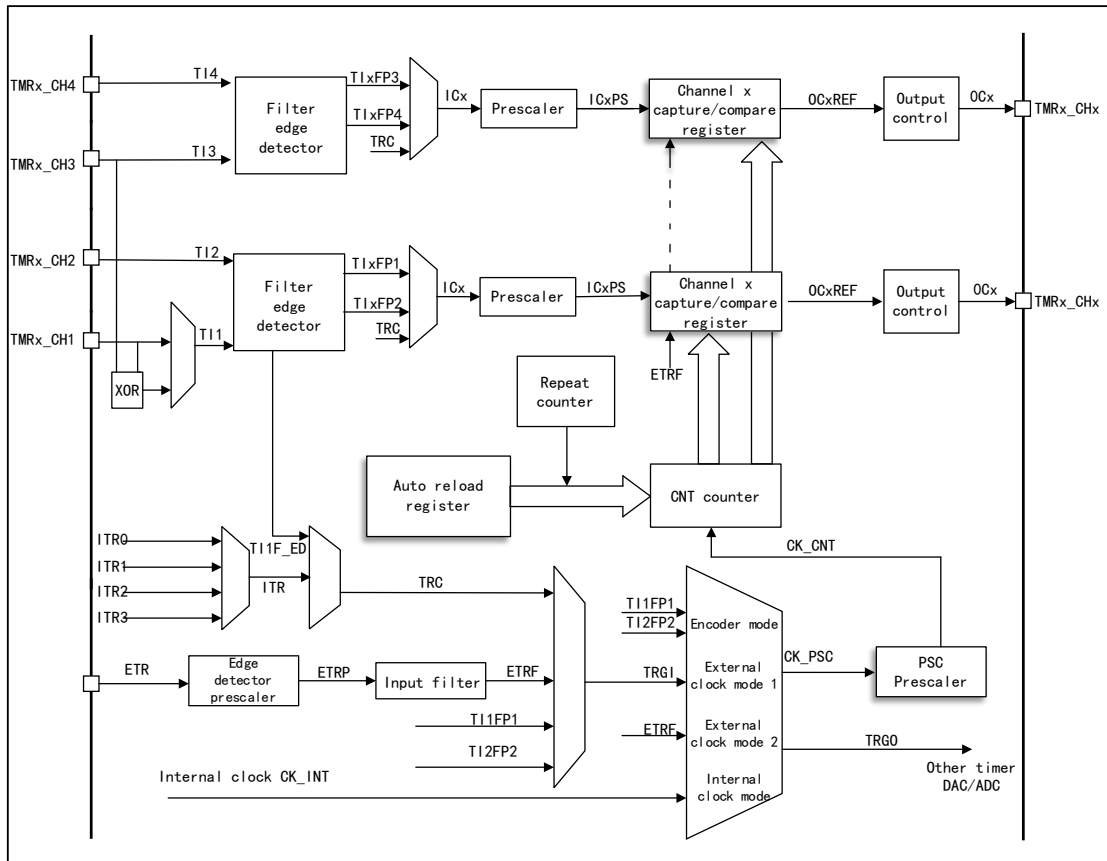 TMRx_CH4
TI4
Filter
edge
detector
TIxFP3
TIxFP4
TRC
ICx
Prescaler
ICxPS
Channel x
capture/compare
register
OCxREF
Output
control
OCx
TMRx_CHx
TMRx_CH3
TI3
TMRx_CH2
TI2
Filter
edge
detector
TIxFP1
TIxFP2
TRC
ICx
Prescaler
ICxPS
Channel x
capture/compare
register
OCxREF
Output
control
OCx
TMRx_CHx
TMRx_CH1
TI1
XOR
ETRF
Repeat
counter
Auto reload
register
CNT counter
CK_CNT
ITR0
ITR1
ITR2
ITR3
ITR
TI1F_ED
TRC
TI1FP1
TI2FP2
Encoder mode
CK_PSC
PSC
Prescaler
ETR
Edge
detector
prescaler
ETRP
Input filter
ETRF
TRGI
External
clock mode 1
TI1FP1
TI2FP2
ETRF
External
clock mode 2
TRGO
Other timer
DAC/ADC
Internal clock CK_INT
Internal
clock mode